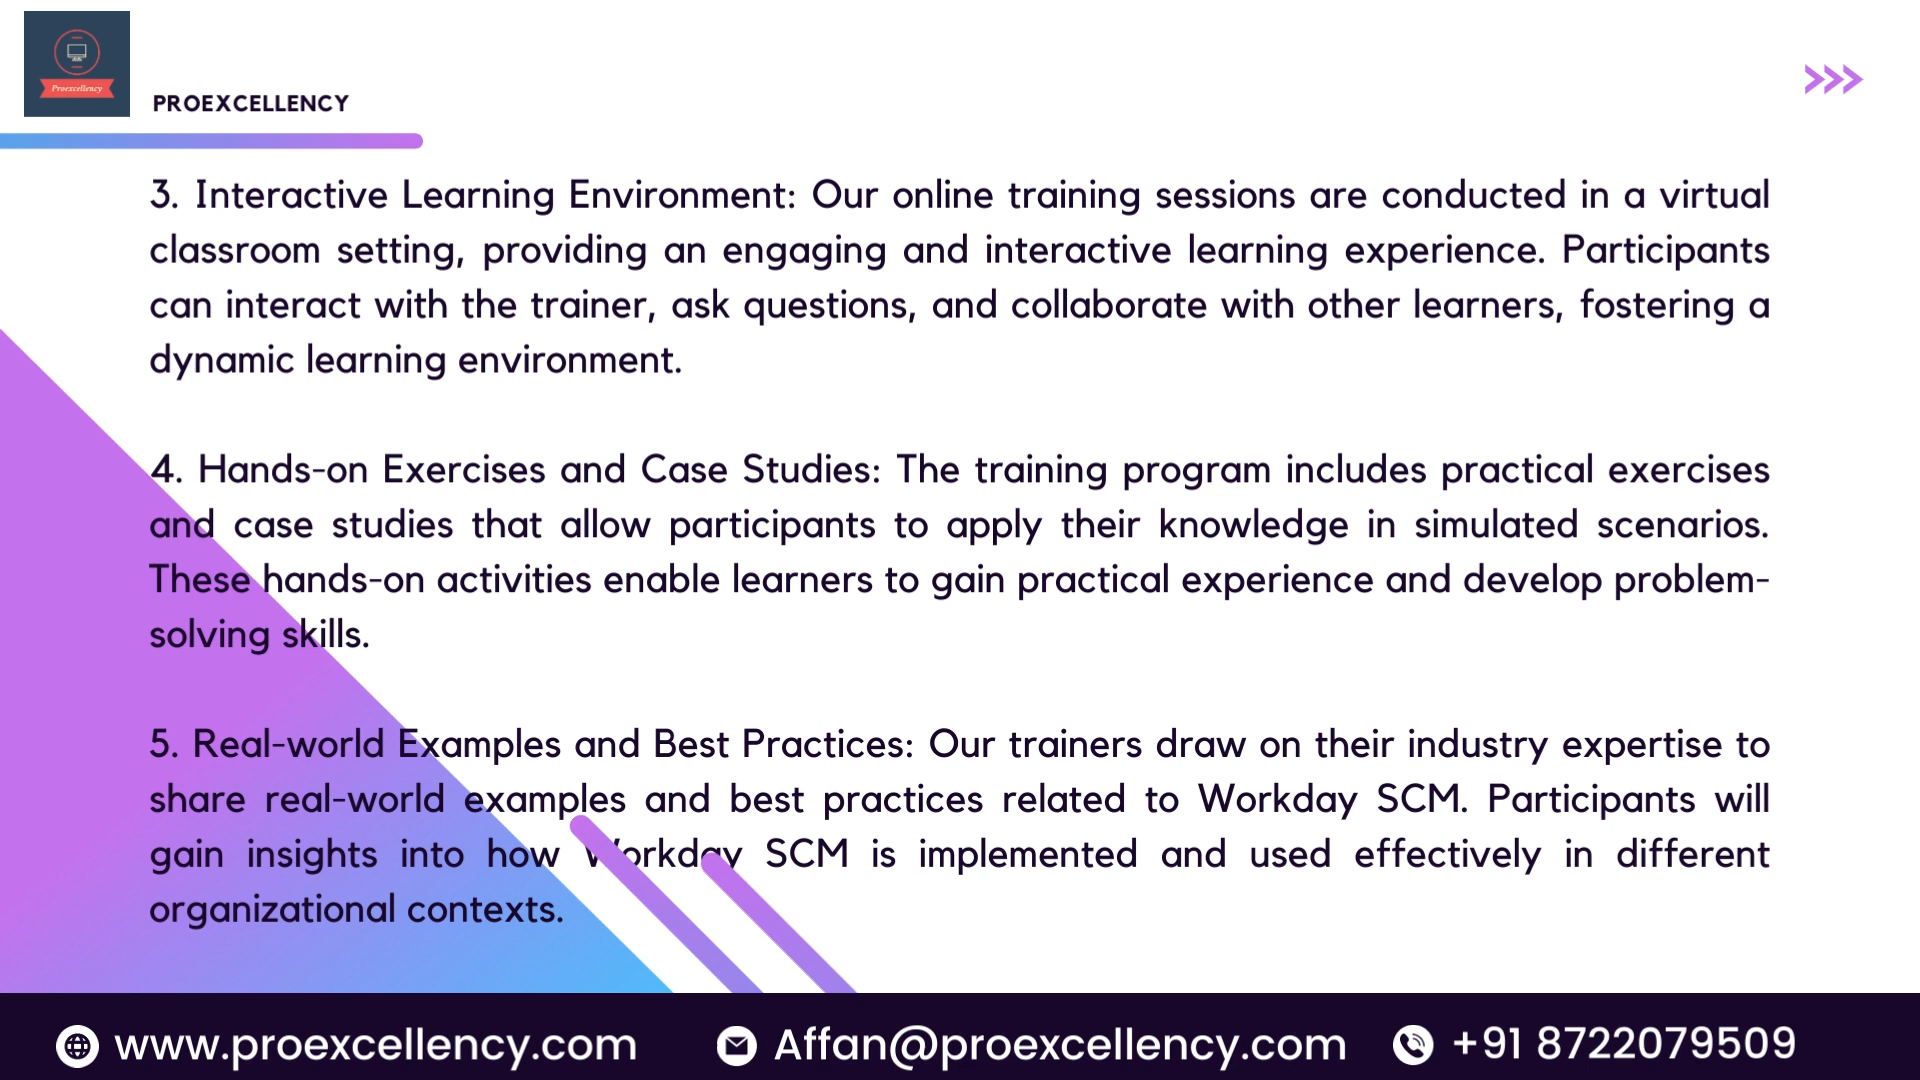 Proexcellency
PROEXCELLENCY
3. Interactive Learning Environment: Our online training sessions are conducted in a virtual
classroom setting, providing an engaging and interactive learning experience. Participants
can interact with the trainer, ask questions, and collaborate with other learners, fostering a
dynamic learning environment.
4. Hands-on Exercises and Case Studies: The training program includes practical exercises
and case studies that allow participants to apply their knowledge in simulated scenarios.
These hands-on activities enable learners to gain practical experience and develop problem-
solving skills.
5. Real-world Examples and Best Practices: Our trainers draw on their industry expertise to
share real-world examples and best practices related to Workday SCM. Participants will
gain insights into how Workday SCM is implemented and used effectively in different
organizational contexts.
www.proexcellency.com
Affan@proexcellency.com
+91 8722079509